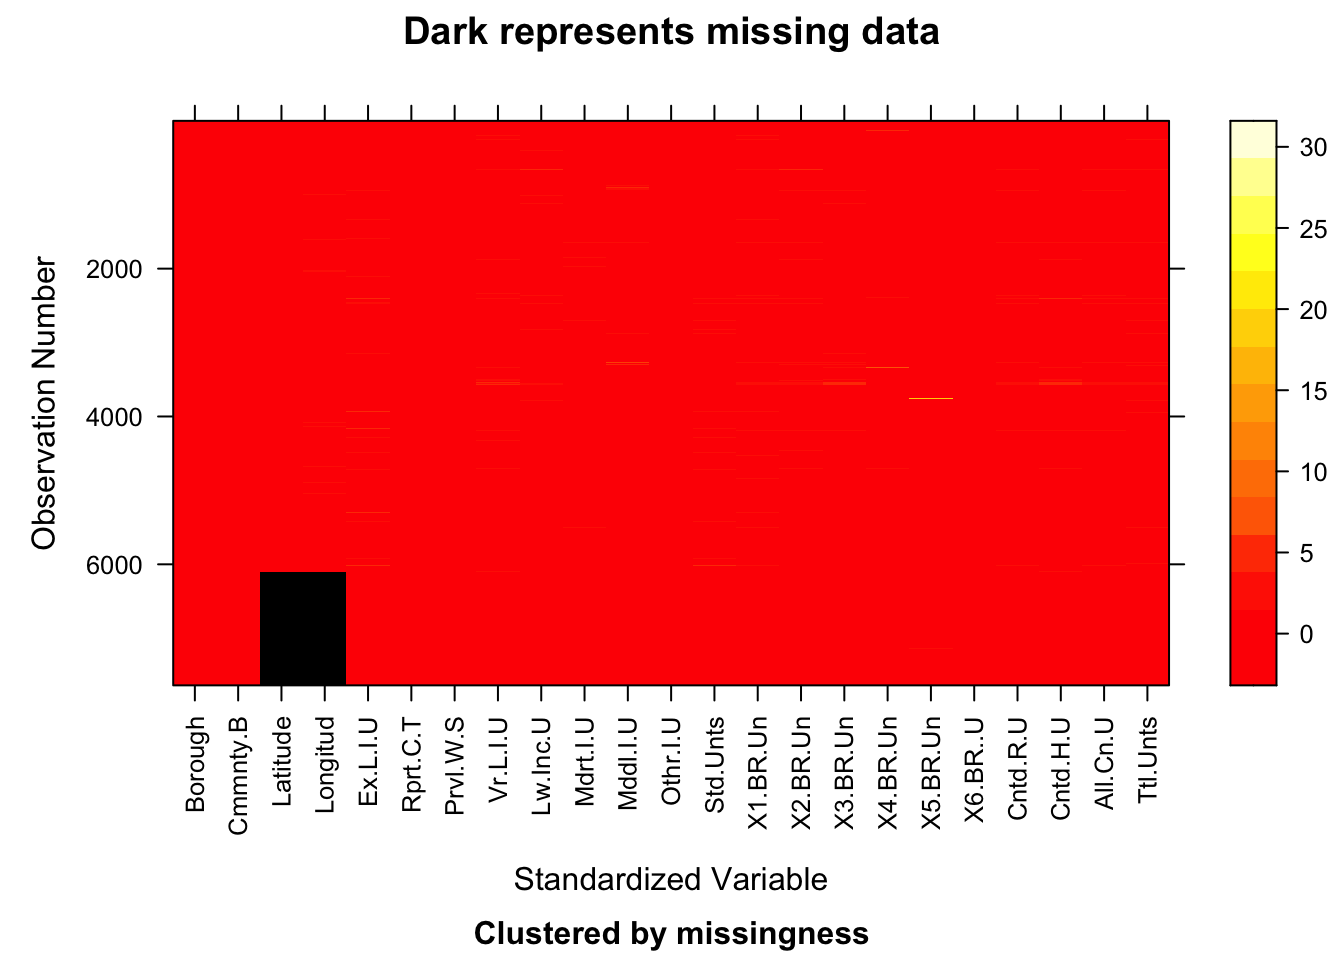 Dark represents missing data
Observation Number
2000
4000
6000
30
25
20
15
10
5
0
Borough
Cmmnty.B
Latitude
Longitud
Ex.L.I.U
Rprt.C.T
Prvl.W.S
Vr.L.I.U
Lw.Inc.U
Mdrt.I.U
Mddl.I.U
Othr.I.U
Std.Unts
X1.BR.Un
X2.BR.Un
X3.BR.Un
X4.BR.Un
X5.BR.Un
X6.BR..U
Cntd.R.U
Cntd.H.U
All.Cn.U
Ttl.Unts
Standardized Variable
Clustered by missingness